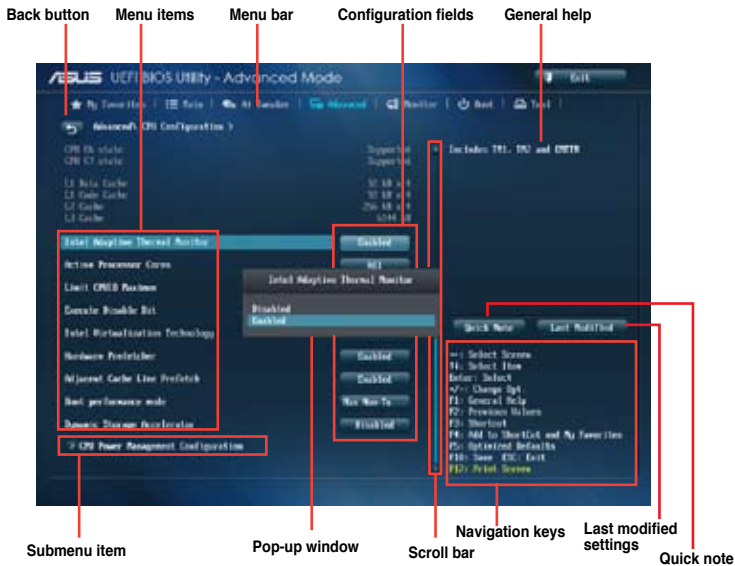 Back button
Menu items
Menu bar
Configuration fields
General help
ASUS UEFI BIOS Utility - Advanced Mode
Exit
My Favorites
Main
Ai Tweaker
Advanced
Monitor
Boot
Tool
Advanced\ CPU Configuration >
CPU C6 state Supported
CPU C7 state Supported
L1 Data Cache 32 kB x 4
L1 Code Cache 32 kB x 4
L2 Cache 256 kB x 4
L3 Cache 6144 kB
Includes TM1, TM2 and EMTTM
Intel Adaptive Thermal Monitor Enabled
Active Processor Cores All
Limit CPUID Maximum
Execute Disable Bit
Intel Virtualization Technology
Intel Adaptive Thermal Monitor
Disabled
Enabled
Hardware Prefetcher Enabled
Adjacent Cache Line Prefetch Enabled
Boot performance mode Max Non-Tu...
Dynamic Storage Accelerator Disabled
> CPU Power Management Configuration
Quick Note
Last Modified
→←: Select Screen
↑↓: Select Item
Enter: Select
+/-: Change Opt.
F1: General Help
F2: Previous Values
F3: Shortcut
F4: Add to ShortCut and My Favorites
F5: Optimized Defaults
F10: Save ESC: Exit
F12: Print Screen
Submenu item
Pop-up window
Scroll bar
Navigation keys
Last modified settings
Quick note